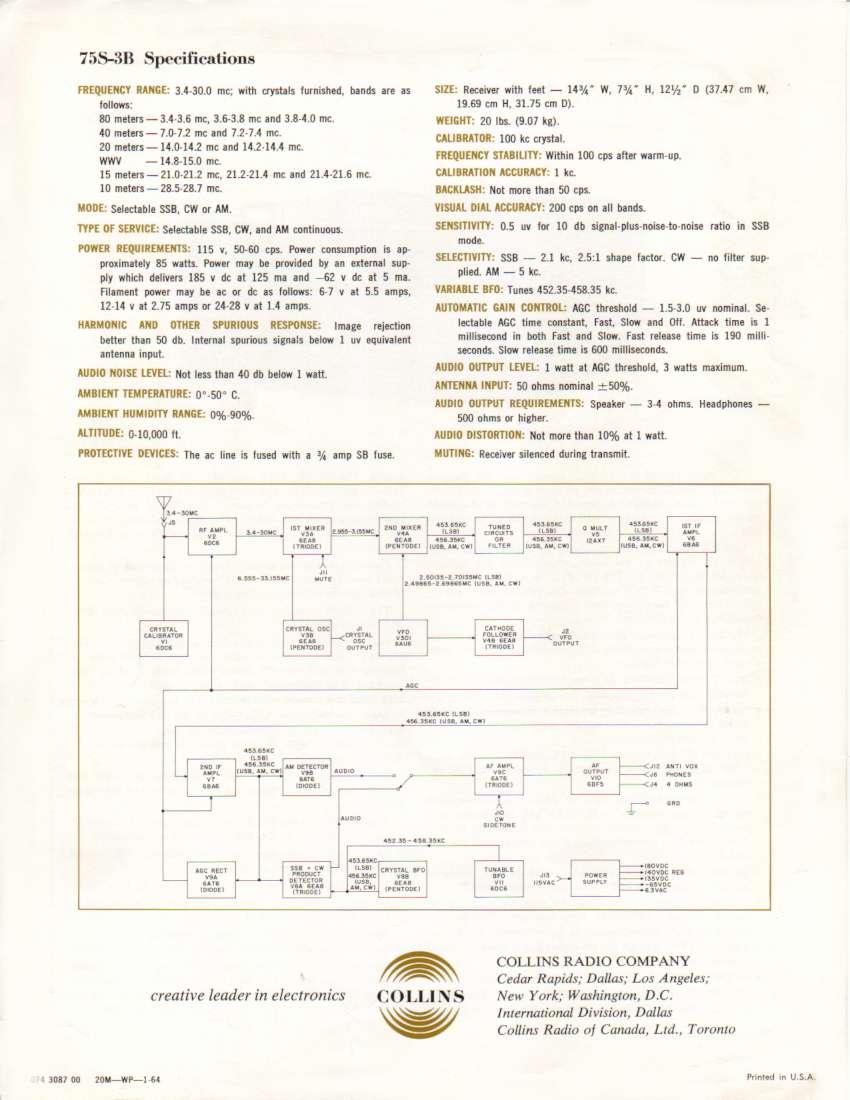 75S-3B Specifications
FREQUENCY RANGE: 3.4-30.0 mc; with crystals furnished, bands are as
follows:
80 meters — 3.4-3.6 mc, 3.6-3.8 mc and 3.8-4.0 mc.
40 meters — 7.0-7.2 mc and 7.2-7.4 mc.
20 meters — 14.0-14.2 mc and 14.2-14.4 mc.
WWV — 14.8-15.0 mc.
15 meters — 21.0-21.2 mc, 21.2-21.4 mc and 21.4-21.6 mc.
10 meters — 28.5-28.7 mc.
MODE: Selectable SSB, CW or AM.
TYPE OF SERVICE: Selectable SSB, CW, and AM continuous.
POWER REQUIREMENTS: 115 v, 50-60 cps. Power consumption is ap-
proximately 85 watts. Power may be provided by an external sup-
ply which delivers 185 v dc at 125 ma and —62 v dc at 5 ma.
Filament power may be ac or dc as follows: 6-7 v at 5.5 amps,
12-14 v at 2.75 amps or 24-28 v at 1.4 amps.
HARMONIC AND OTHER SPURIOUS RESPONSE: Image rejection
better than 50 db. Internal spurious signals below 1 uv equivalent
antenna input.
AUDIO NOISE LEVEL: Not less than 40 db below 1 watt.
AMBIENT TEMPERATURE: 0°-50° C.
AMBIENT HUMIDITY RANGE: 0%-90%.
ALTITUDE: 0-10,000 ft.
PROTECTIVE DEVICES: The ac line is fused with a ¾ amp SB fuse.
SIZE: Receiver with feet — 14¾″ W, 7¾″ H, 12½″ D (37.47 cm W,
19.69 cm H, 31.75 cm D).
WEIGHT: 20 lbs. (9.07 kg).
CALIBRATOR: 100 kc crystal.
FREQUENCY STABILITY: Within 100 cps after warm-up.
CALIBRATION ACCURACY: 1 kc.
BACKLASH: Not more than 50 cps.
VISUAL DIAL ACCURACY: 200 cps on all bands.
SENSITIVITY: 0.5 uv for 10 db signal-plus-noise-to-noise ratio in SSB
mode.
SELECTIVITY: SSB — 2.1 kc, 2.5:1 shape factor. CW — no filter sup-
plied. AM — 5 kc.
VARIABLE BFO: Tunes 452.35-458.35 kc.
AUTOMATIC GAIN CONTROL: AGC threshold — 1.5-3.0 uv nominal. Se-
lectable AGC time constant, Fast, Slow and Off. Attack time is 1
millisecond in both Fast and Slow. Fast release time is 190 milli-
seconds. Slow release time is 600 milliseconds.
AUDIO OUTPUT LEVEL: 1 watt at AGC threshold, 3 watts maximum.
ANTENNA INPUT: 50 ohms nominal ±50%.
AUDIO OUTPUT REQUIREMENTS: Speaker — 3-4 ohms. Headphones —
500 ohms or higher.
AUDIO DISTORTION: Not more than 10% at 1 watt.
MUTING: Receiver silenced during transmit.
3.4-30MC
J5
RF AMPL
V2
6DC6
3.4-30MC
1ST MIXER
V3A
6EA8
(TRIODE)
2.955-3.155MC
2ND MIXER
V4A
6EA8
(PENTODE)
453.65KC
(LSB)
456.35KC
(USB, AM, CW)
TUNED
CIRCUITS
OR
FILTER
453.65KC
(LSB)
456.35KC
(USB, AM, CW)
Q MULT
V5
12AX7
453.65KC
(LSB)
456.35KC
(USB, AM, CW)
1ST IF
AMPL
V6
6BA6
J11
MUTE
6.555-33.155MC
2.50135-2.70135MC (LSB)
2.49865-2.69865MC (USB, AM, CW)
CRYSTAL
CALIBRATOR
V1
6DC6
CRYSTAL OSC
V3B
6EA8
(PENTODE)
J1
CRYSTAL
OSC
OUTPUT
VFO
V301
6AU6
CATHODE
FOLLOWER
V4B 6EA8
(TRIODE)
J2
VFO
OUTPUT
AGC
453.65KC (LSB)
456.35KC (USB, AM, CW)
2ND IF
AMPL
V7
6BA6
453.65KC
(LSB)
456.35KC
(USB, AM, CW)
AM DETECTOR
V9B
6AT6
(DIODE)
AUDIO
AF AMPL
V9C
6AT6
(TRIODE)
AF
OUTPUT
V10
6BF5
J12 ANTI VOX
J6 PHONES
J4 4 OHMS
GRD
J10
CW
SIDETONE
AUDIO
452.35-458.35KC
AGC RECT
V9A
6AT6
(DIODE)
SSB + CW
PRODUCT
DETECTOR
V8A 6EA8
(TRIODE)
453.65KC
(LSB)
456.35KC
(USB,
AM, CW)
CRYSTAL BFO
V8B
6EA8
(PENTODE)
TUNABLE
BFO
V11
6DC6
J13
115VAC
POWER
SUPPLY
180VDC
140VDC REG
135VDC
-65VDC
6.3VAC
creative leader in electronics
COLLINS
COLLINS RADIO COMPANY
Cedar Rapids; Dallas; Los Angeles;
New York; Washington, D.C.
International Division, Dallas
Collins Radio of Canada, Ltd., Toronto
074 3087 00 20M—WP—1-64
Printed in U.S.A.